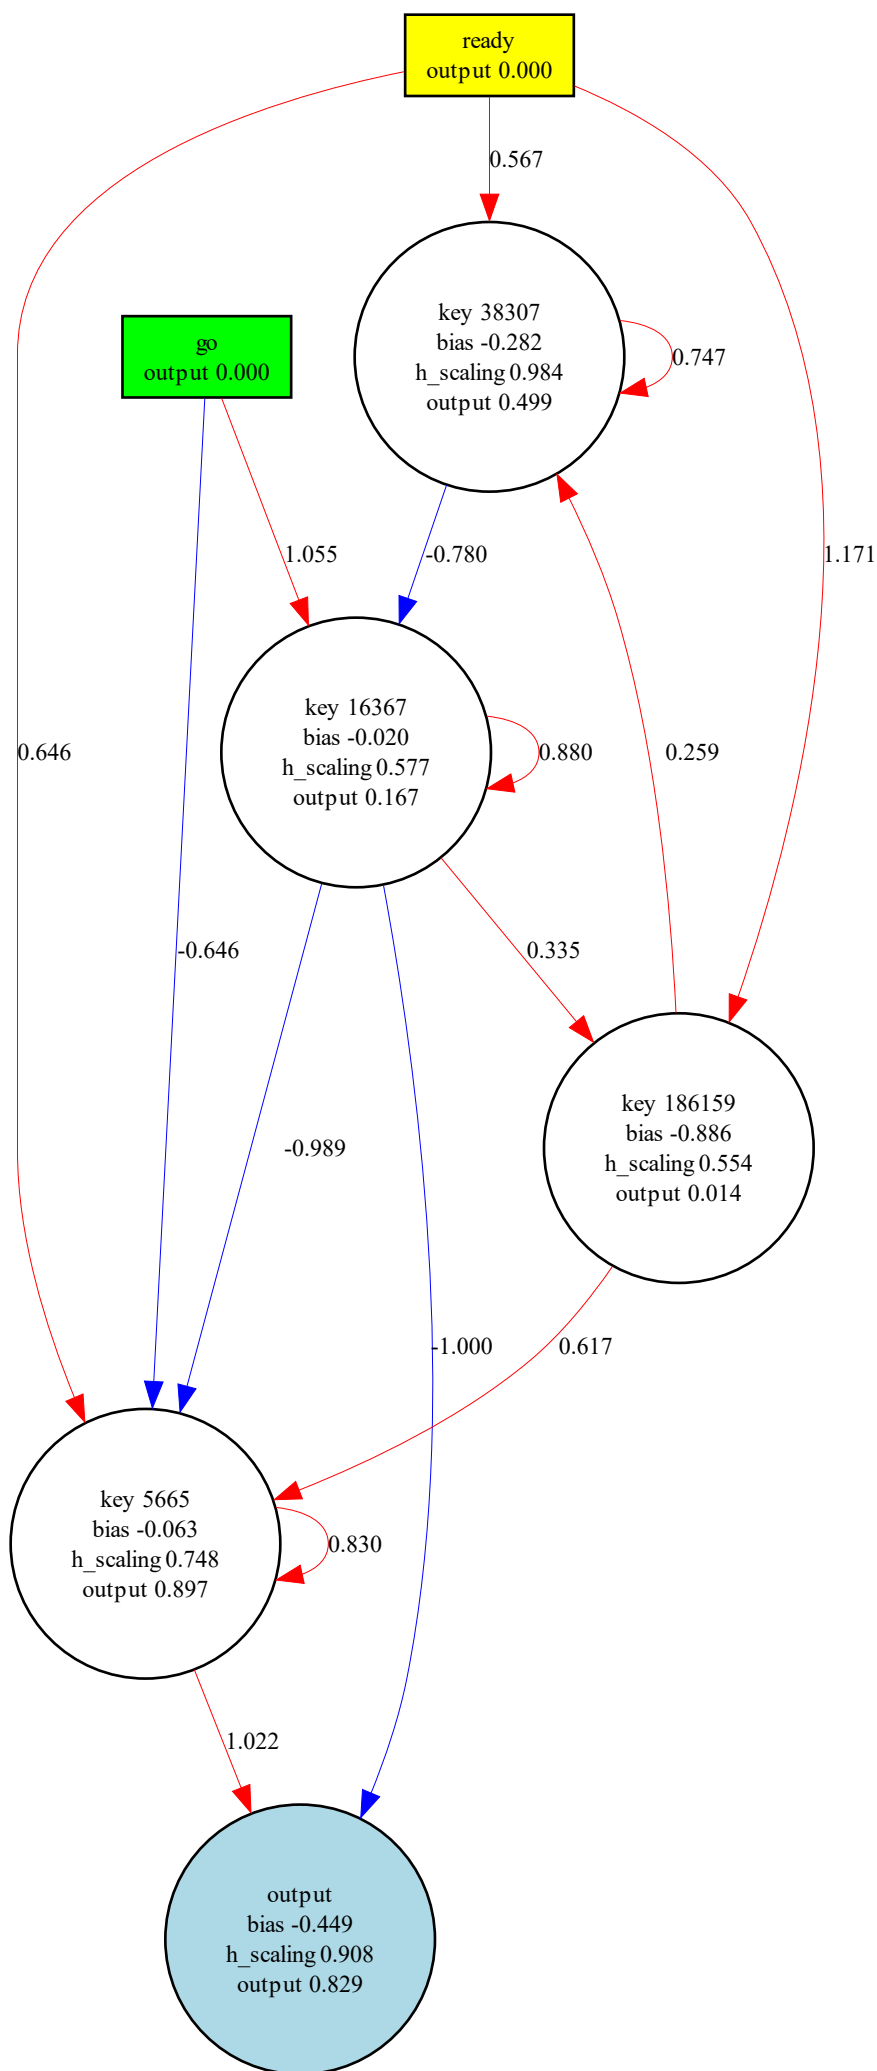 ready
output 0.000
0.567
go
output 0.000
key 38307
bias -0.282
h_scaling 0.984
output 0.499
0.747
1.055
-0.780
1.171
key 16367
bias -0.020
h_scaling 0.577
output 0.167
0.646
0.880
0.259
-0.646
0.335
key 186159
bias -0.886
h_scaling 0.554
output 0.014
-0.989
-1.000
0.617
key 5665
bias -0.063
h_scaling 0.748
output 0.897
0.830
1.022
output
bias -0.449
h_scaling 0.908
output 0.829